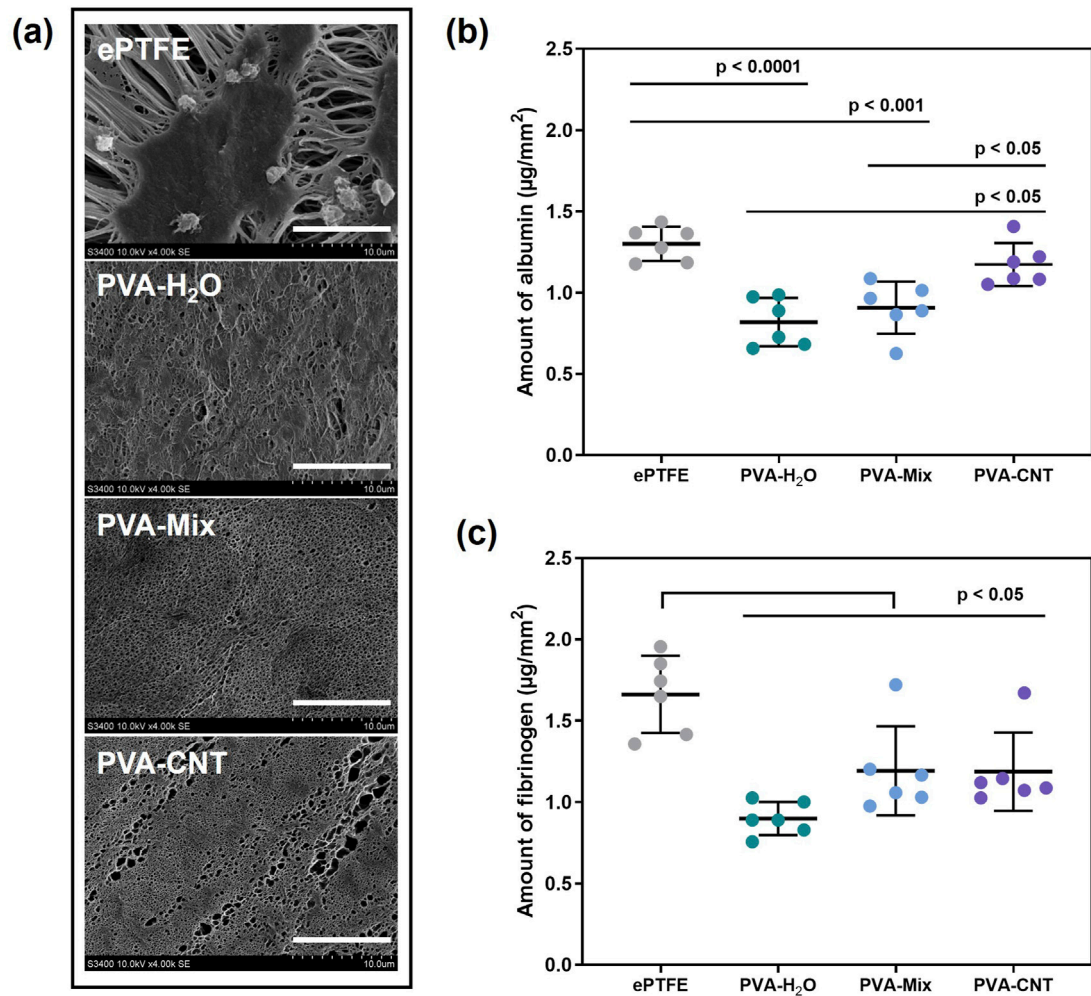 (a)
ePTFE
S3400 10.0kV x4.00k SE
10.0um
PVA-H₂O
S3400 10.0kV x4.00k SE
10.0um
PVA-Mix
S3400 10.0kV x4.00k SE
10.0um
PVA-CNT
S3400 10.0kV x4.00k SE
10.0um
(b)
Amount of albumin (µg/mm²)
2.5
2.0
1.5
1.0
0.5
0.0
p < 0.0001
p < 0.001
p < 0.05
p < 0.05
ePTFE PVA-H₂O PVA-Mix PVA-CNT
(c)
Amount of fibrinogen (µg/mm²)
2.5
2.0
1.5
1.0
0.5
0.0
p < 0.05
ePTFE PVA-H₂O PVA-Mix PVA-CNT